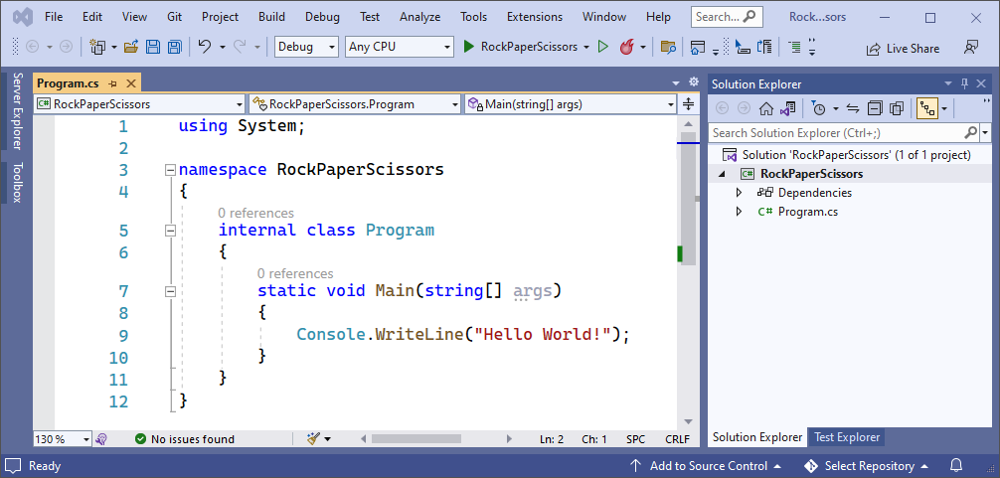 File Edit View Git Project Build Debug Test Analyze Tools Extensions Window Help Search... Rock...sors
Debug Any CPU RockPaperScissors Live Share
Server Explorer
Toolbox
Program.cs
RockPaperScissors RockPaperScissors.Program Main(string[] args)
1 using System;
2
3 namespace RockPaperScissors
4 {
0 references
5 internal class Program
6 {
0 references
7 static void Main(string[] args)
8 {
9 Console.WriteLine("Hello World!");
10 }
11 }
12 }
130 % No issues found Ln: 2 Ch: 1 SPC CRLF
Solution Explorer
Search Solution Explorer (Ctrl+;)
Solution 'RockPaperScissors' (1 of 1 project)
C# RockPaperScissors
Dependencies
C# Program.cs
Solution Explorer Test Explorer
Ready Add to Source Control Select Repository